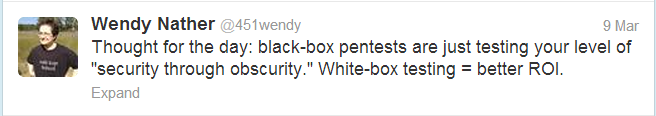 Wendy Nather @451wendy 9 Mar
Thought for the day: black-box pentests are just testing your level of
"security through obscurity." White-box testing = better ROI.
Expand